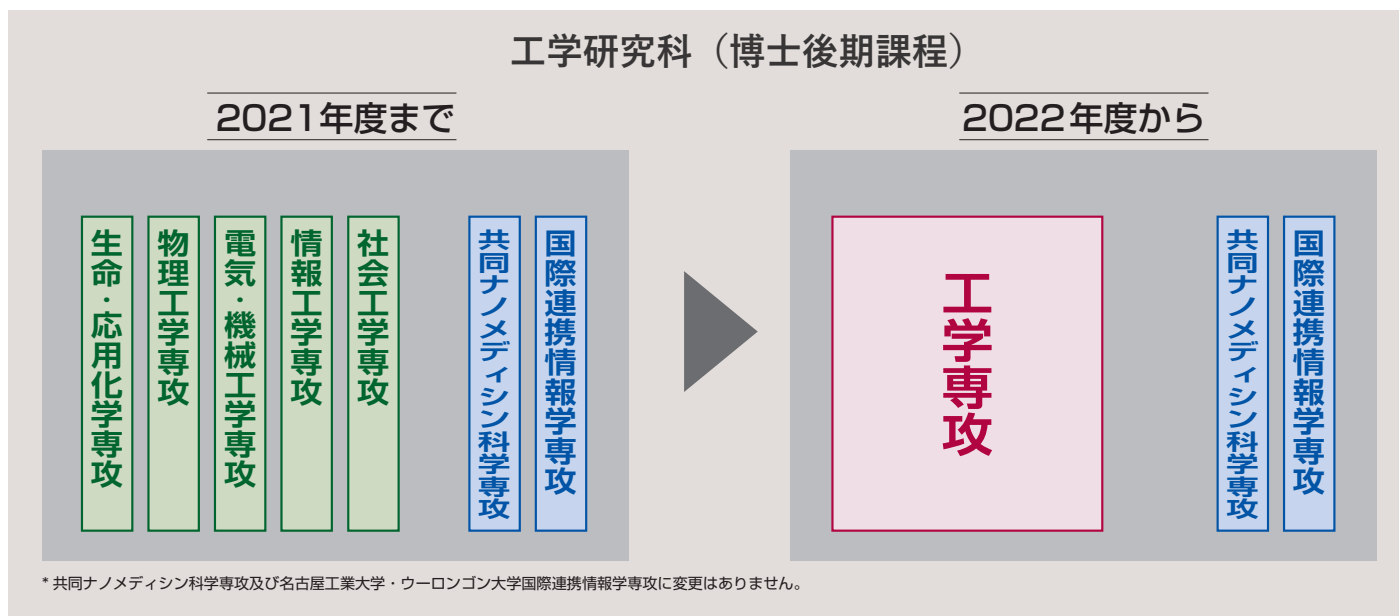 工学研究科（博士後期課程）
2021年度まで
生命・応用化学専攻
物理工学専攻
電気・機械工学専攻
情報工学専攻
社会工学専攻
共同ナノメディシン科学専攻
国際連携情報学専攻
2022年度から
工学専攻
共同ナノメディシン科学専攻
国際連携情報学専攻
* 共同ナノメディシン科学専攻及び名古屋工業大学・ウーロンゴン大学国際連携情報学専攻に変更はありません。